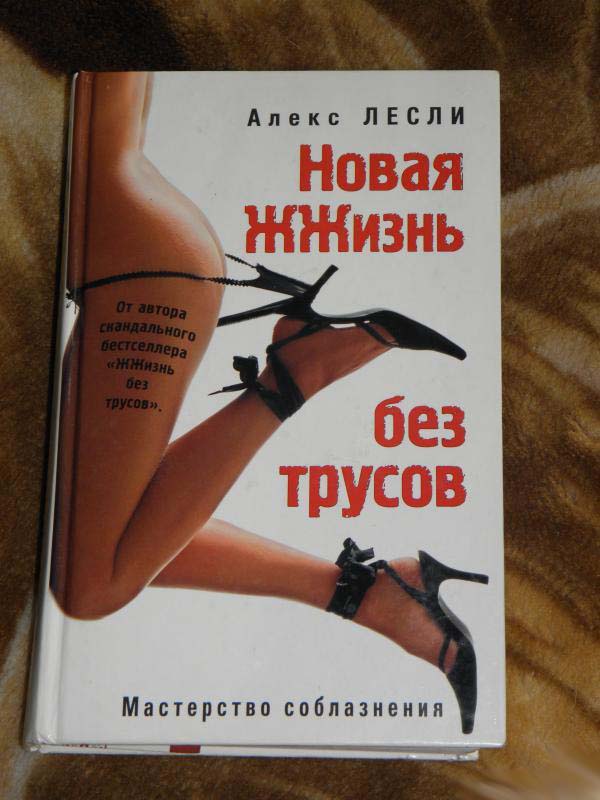 Алекс ЛЕСЛИ
Новая
ЖЖизнь
От автора
скандального
бестселлера
«ЖЖизнь
без
трусов».
без
трусов
Мастерство соблазнения